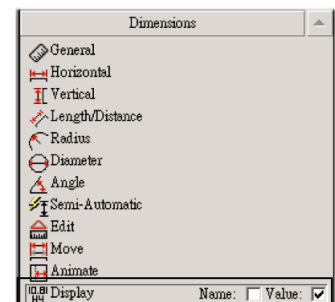 Dimensions
General
Horizontal
Vertical
Length/Distance
Radius
Diameter
Angle
Semi-Automatic
Edit
Move
Animate
Display Name: Value: